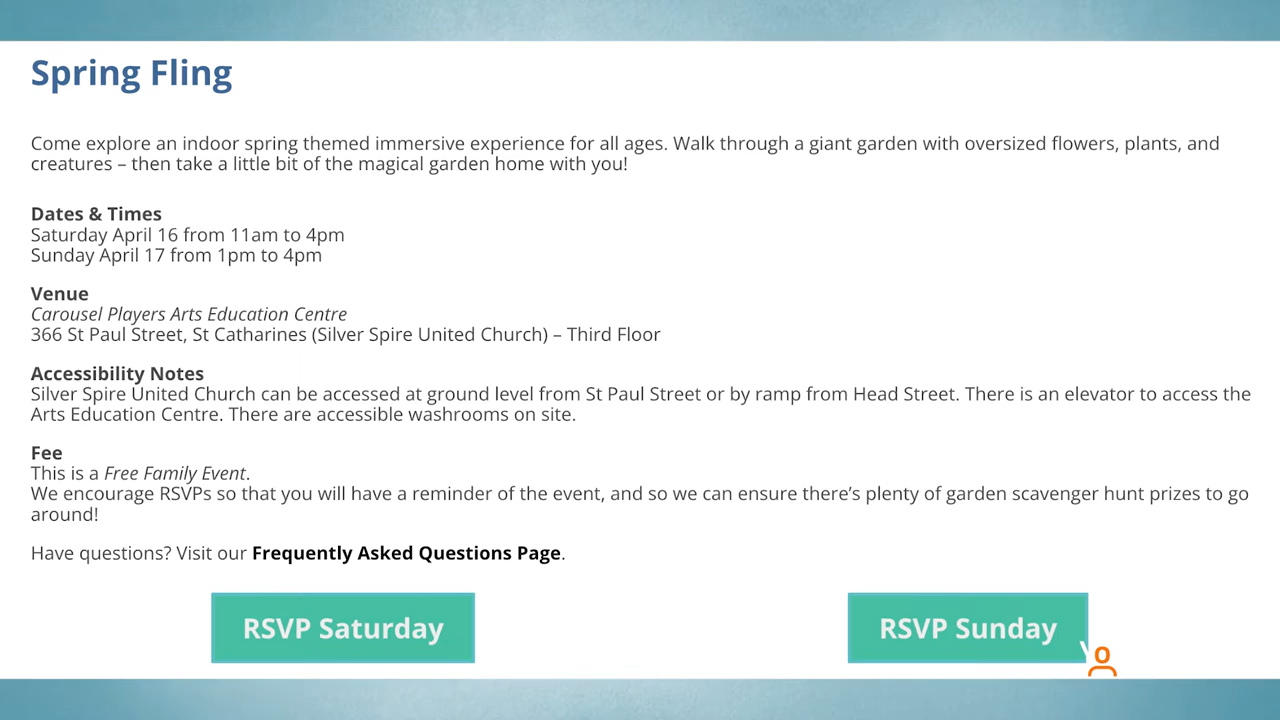 Spring Fling
Come explore an indoor spring themed immersive experience for all ages. Walk through a giant garden with oversized flowers, plants, and
creatures – then take a little bit of the magical garden home with you!
Dates & Times
Saturday April 16 from 11am to 4pm
Sunday April 17 from 1pm to 4pm
Venue
Carousel Players Arts Education Centre
366 St Paul Street, St Catharines (Silver Spire United Church) – Third Floor
Accessibility Notes
Silver Spire United Church can be accessed at ground level from St Paul Street or by ramp from Head Street. There is an elevator to access the
Arts Education Centre. There are accessible washrooms on site.
Fee
This is a Free Family Event.
We encourage RSVPs so that you will have a reminder of the event, and so we can ensure there’s plenty of garden scavenger hunt prizes to go
around!
Have questions? Visit our Frequently Asked Questions Page.
RSVP Saturday
RSVP Sunday